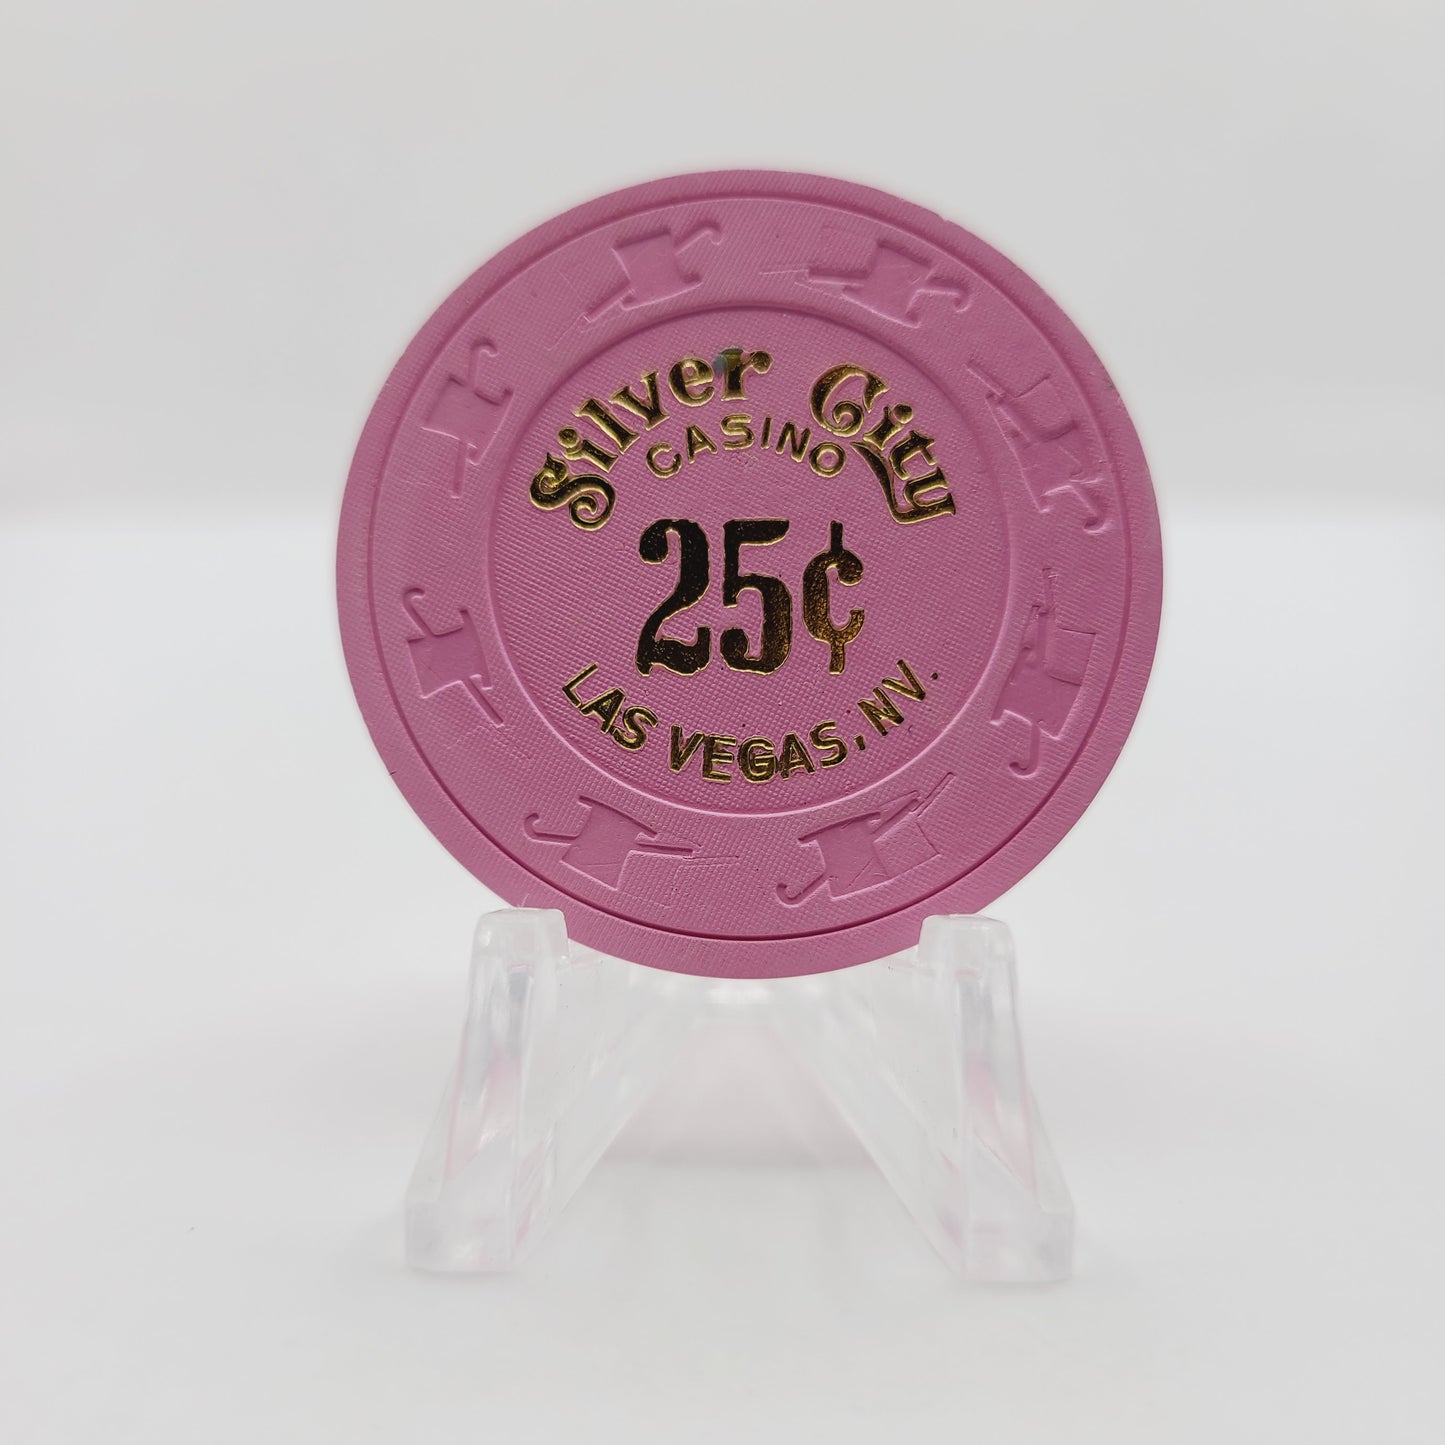 Silver City
CASINO
25¢
LAS VEGAS, NV.